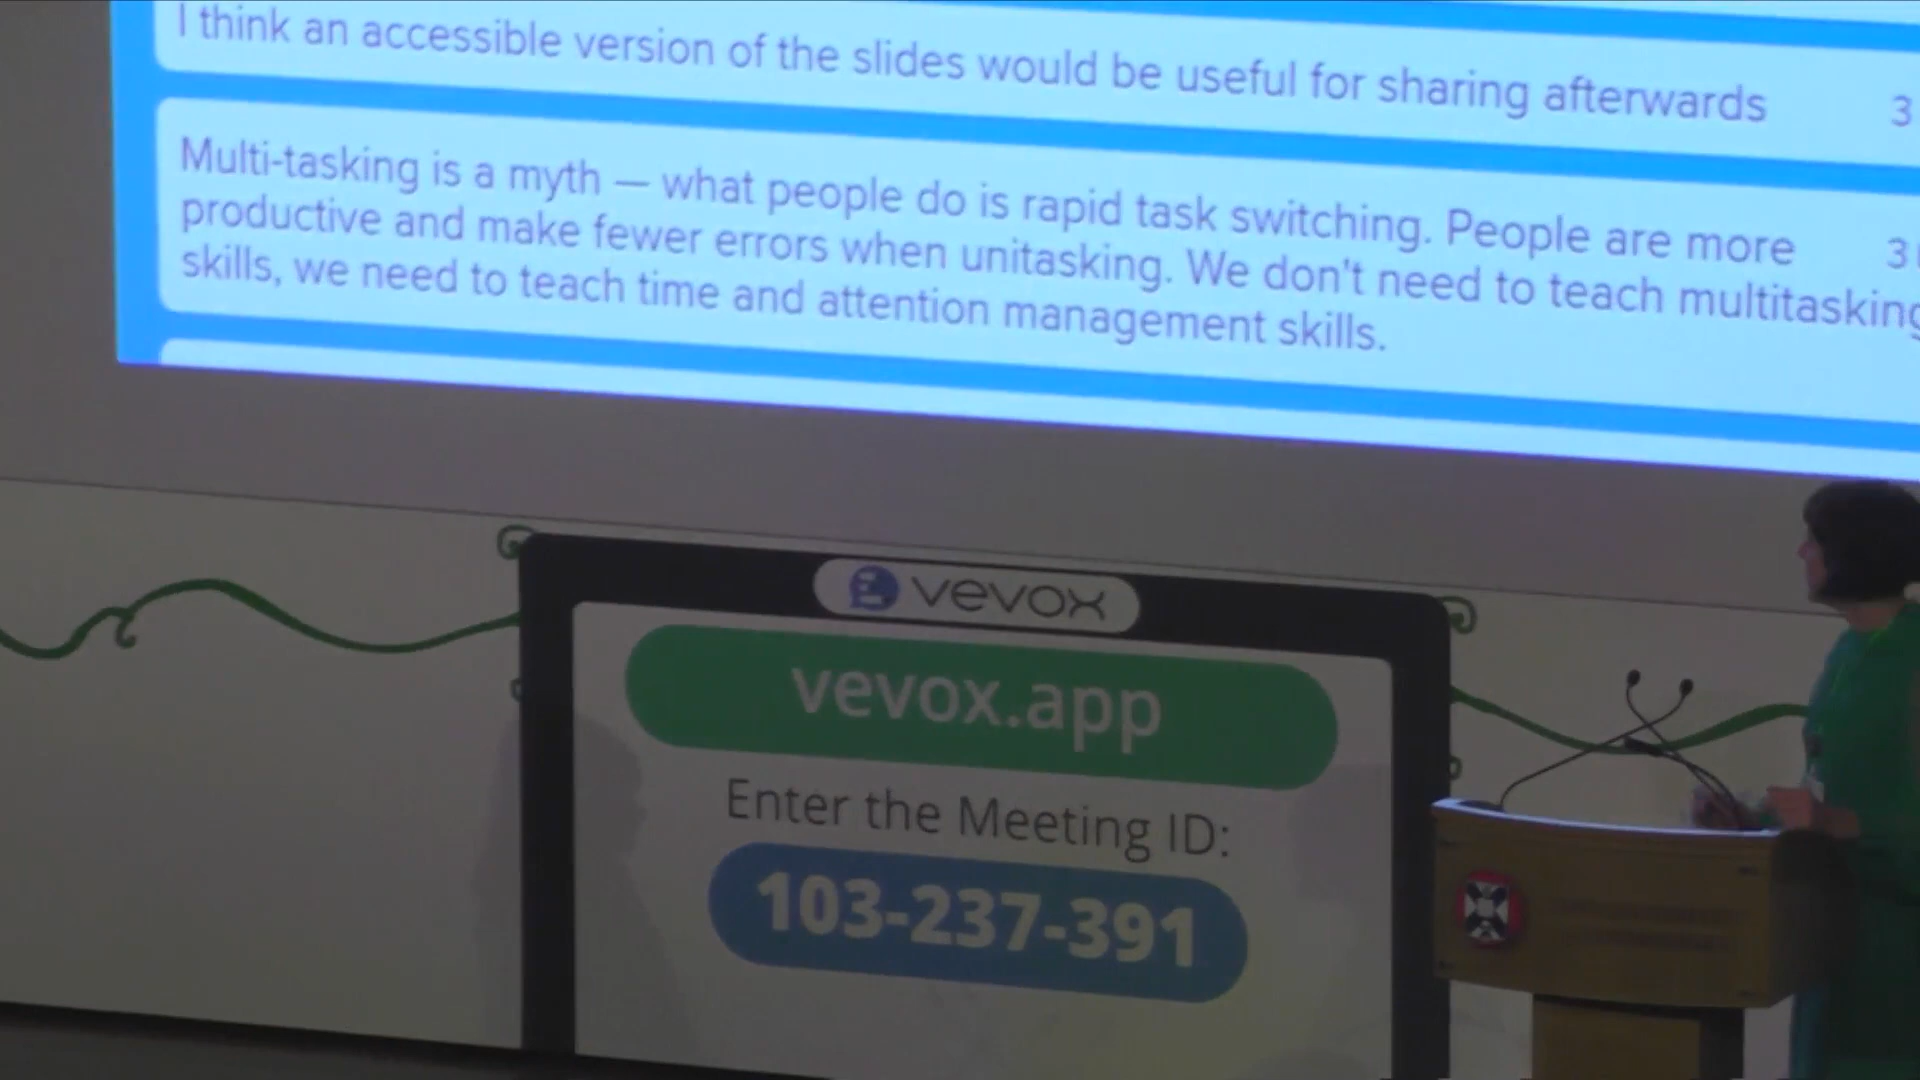 I think an accessible version of the slides would be useful for sharing afterwards 3
Multi-tasking is a myth — what people do is rapid task switching. People are more
productive and make fewer errors when unitasking. We don't need to teach multitasking 3
skills, we need to teach time and attention management skills.
vevox
vevox.app
Enter the Meeting ID:
103-237-391